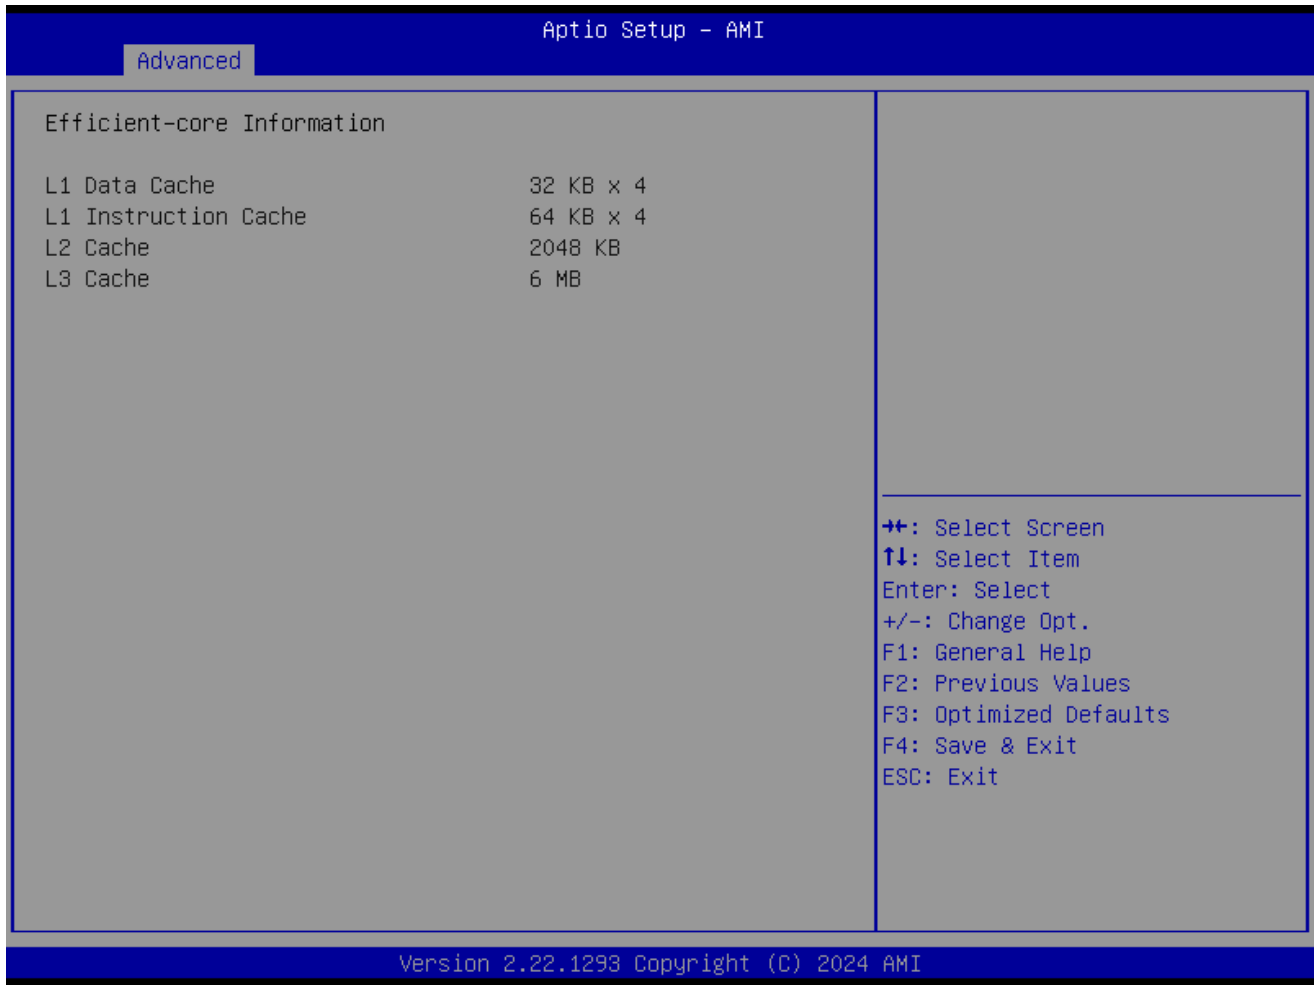 Aptio Setup – AMI
Advanced
Efficient-core Information
L1 Data Cache 32 KB x 4
L1 Instruction Cache 64 KB x 4
L2 Cache 2048 KB
L3 Cache 6 MB
→←: Select Screen
↑↓: Select Item
Enter: Select
+/-: Change Opt.
F1: General Help
F2: Previous Values
F3: Optimized Defaults
F4: Save & Exit
ESC: Exit
Version 2.22.1293 Copyright (C) 2024 AMI